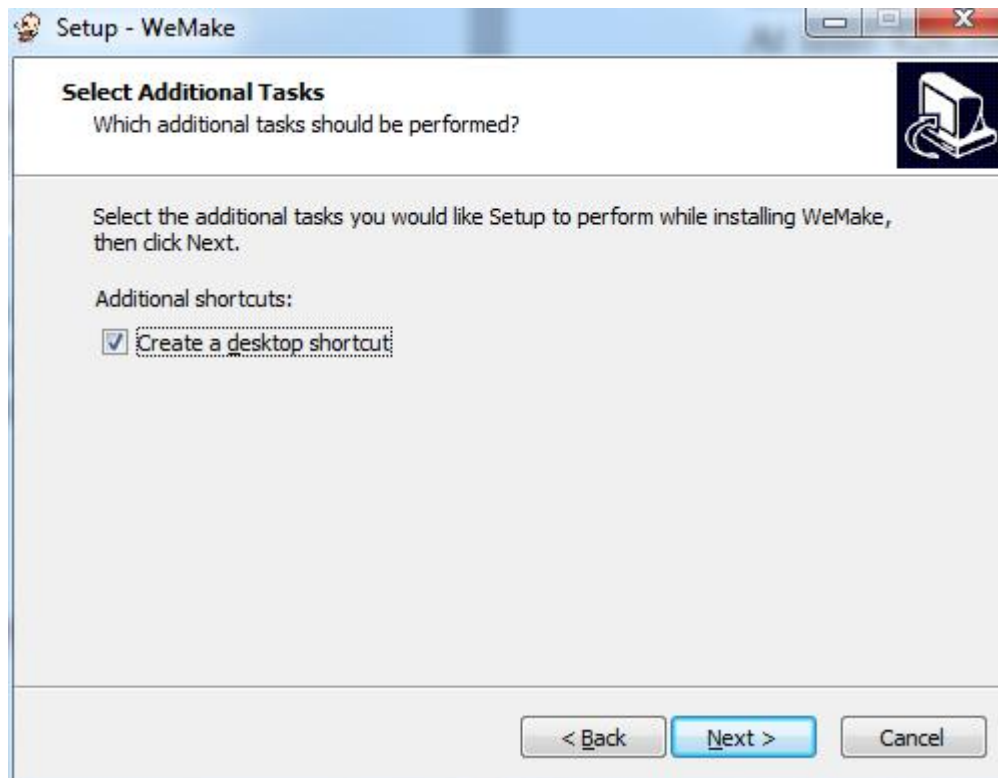 Setup - WeMake
Select Additional Tasks
Which additional tasks should be performed?
Select the additional tasks you would like Setup to perform while installing WeMake,
then click Next.
Additional shortcuts:
Create a desktop shortcut
< Back
Next >
Cancel